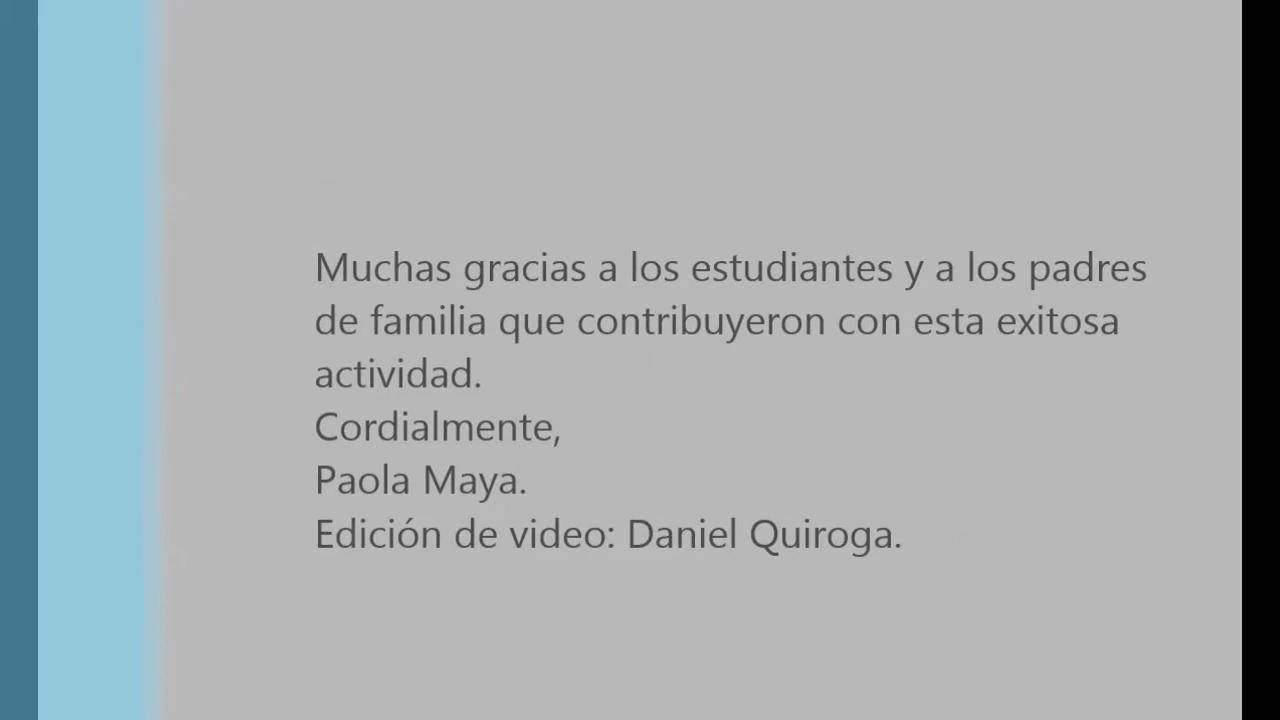 Muchas gracias a los estudiantes y a los padres
de familia que contribuyeron con esta exitosa
actividad.
Cordialmente,
Paola Maya.
Edición de video: Daniel Quiroga.